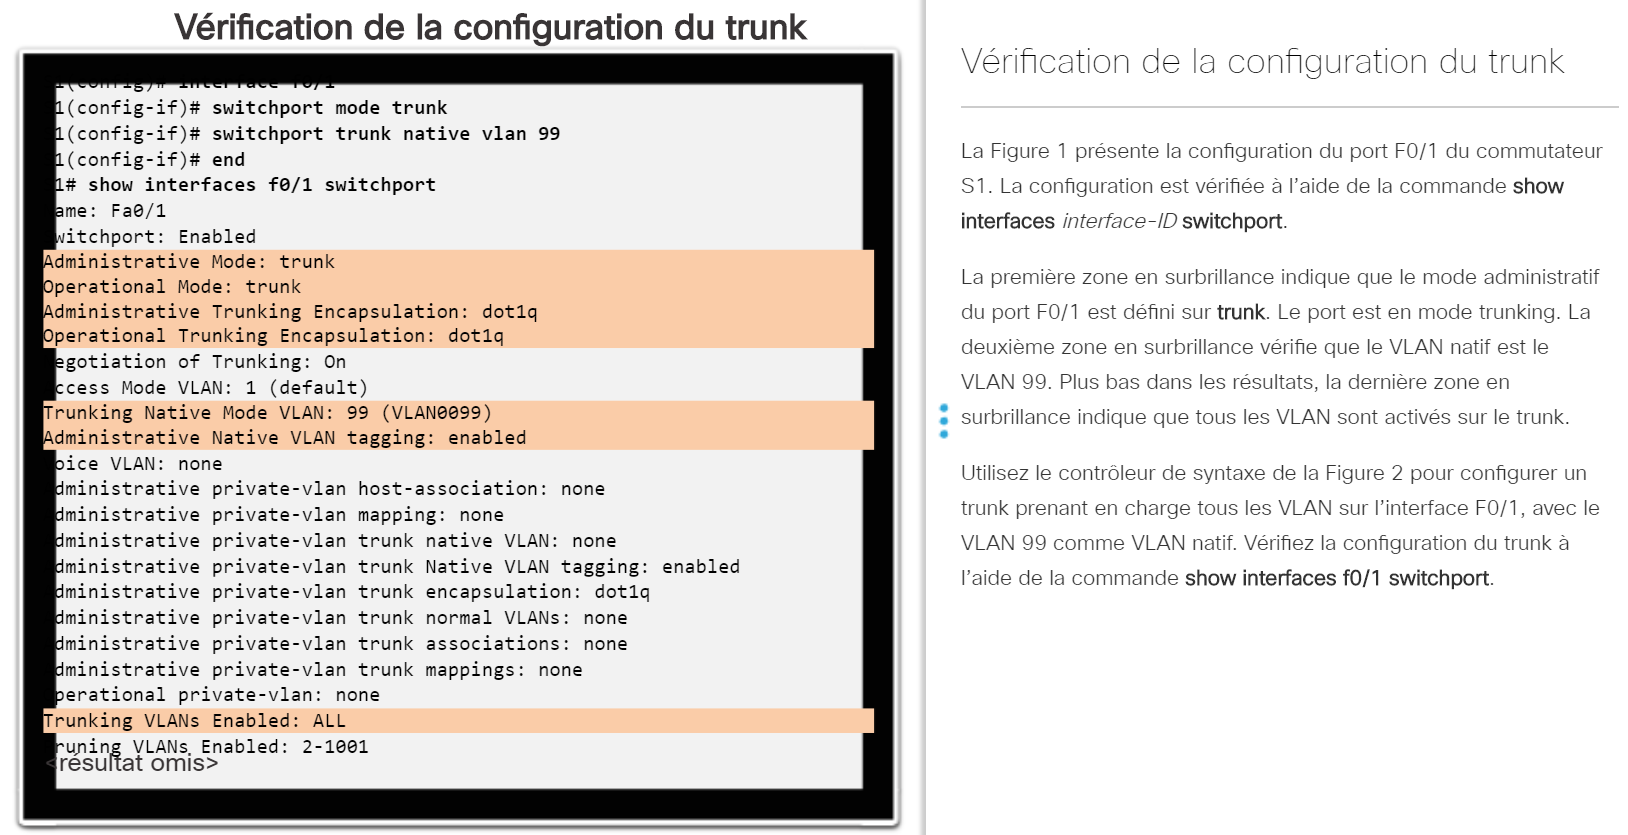 Vérification de la configuration du trunk
1(config-if)# switchport mode trunk
1(config-if)# switchport trunk native vlan 99
1(config-if)# end
1# show interfaces f0/1 switchport
ame: Fa0/1
witchport: Enabled
Administrative Mode: trunk
Operational Mode: trunk
Administrative Trunking Encapsulation: dot1q
Operational Trunking Encapsulation: dot1q
egotiation of Trunking: On
ccess Mode VLAN: 1 (default)
Trunking Native Mode VLAN: 99 (VLAN0099)
Administrative Native VLAN tagging: enabled
oice VLAN: none
dministrative private-vlan host-association: none
dministrative private-vlan mapping: none
dministrative private-vlan trunk native VLAN: none
dministrative private-vlan trunk Native VLAN tagging: enabled
dministrative private-vlan trunk encapsulation: dot1q
dministrative private-vlan trunk normal VLANs: none
dministrative private-vlan trunk associations: none
dministrative private-vlan trunk mappings: none
perational private-vlan: none
Trunking VLANs Enabled: ALL
runing VLANs Enabled: 2-1001
<résultat omis>
Vérification de la configuration du trunk
La Figure 1 présente la configuration du port F0/1 du commutateur
S1. La configuration est vérifiée à l’aide de la commande show
interfaces interface-ID switchport.
La première zone en surbrillance indique que le mode administratif
du port F0/1 est défini sur trunk. Le port est en mode trunking. La
deuxième zone en surbrillance vérifie que le VLAN natif est le
VLAN 99. Plus bas dans les résultats, la dernière zone en
surbrillance indique que tous les VLAN sont activés sur le trunk.
Utilisez le contrôleur de syntaxe de la Figure 2 pour configurer un
trunk prenant en charge tous les VLAN sur l’interface F0/1, avec le
VLAN 99 comme VLAN natif. Vérifiez la configuration du trunk à
l’aide de la commande show interfaces f0/1 switchport.